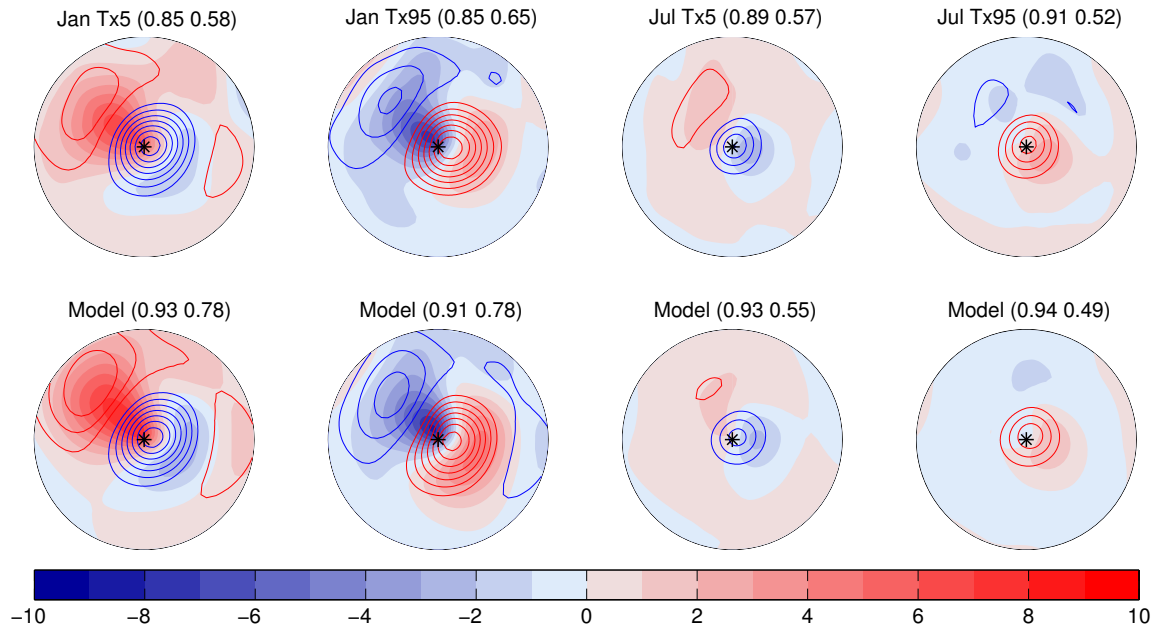 Jan Tx5 (0.85 0.58)
Jan Tx95 (0.85 0.65)
Jul Tx5 (0.89 0.57)
Jul Tx95 (0.91 0.52)
Model (0.93 0.78)
Model (0.91 0.78)
Model (0.93 0.55)
Model (0.94 0.49)
−10 −8 −6 −4 −2 0 2 4 6 8 10